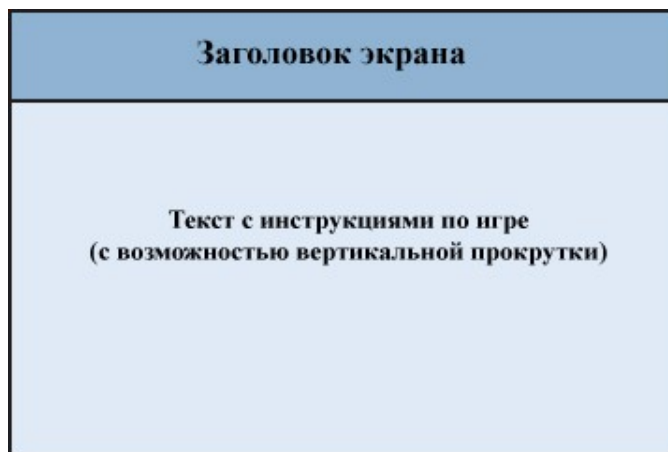 Заголовок экрана
Текст с инструкциями по игре
(с возможностью вертикальной прокрутки)